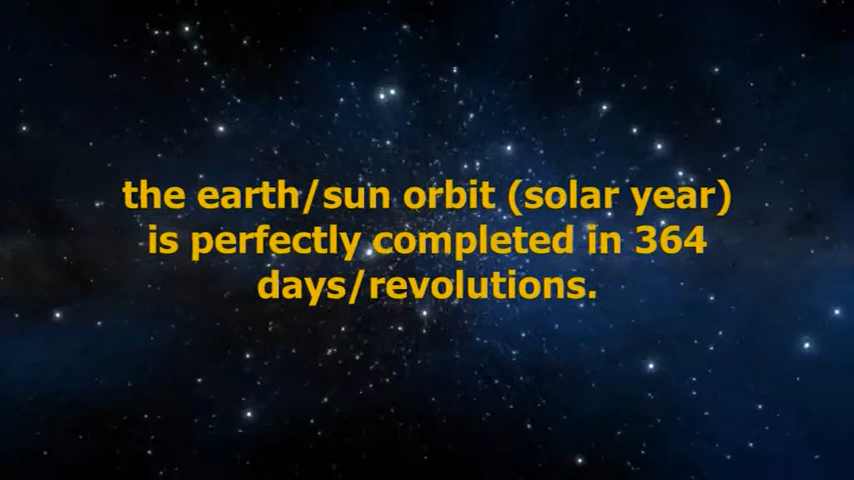 the earth/sun orbit (solar year)
is perfectly completed in 364
days/revolutions.